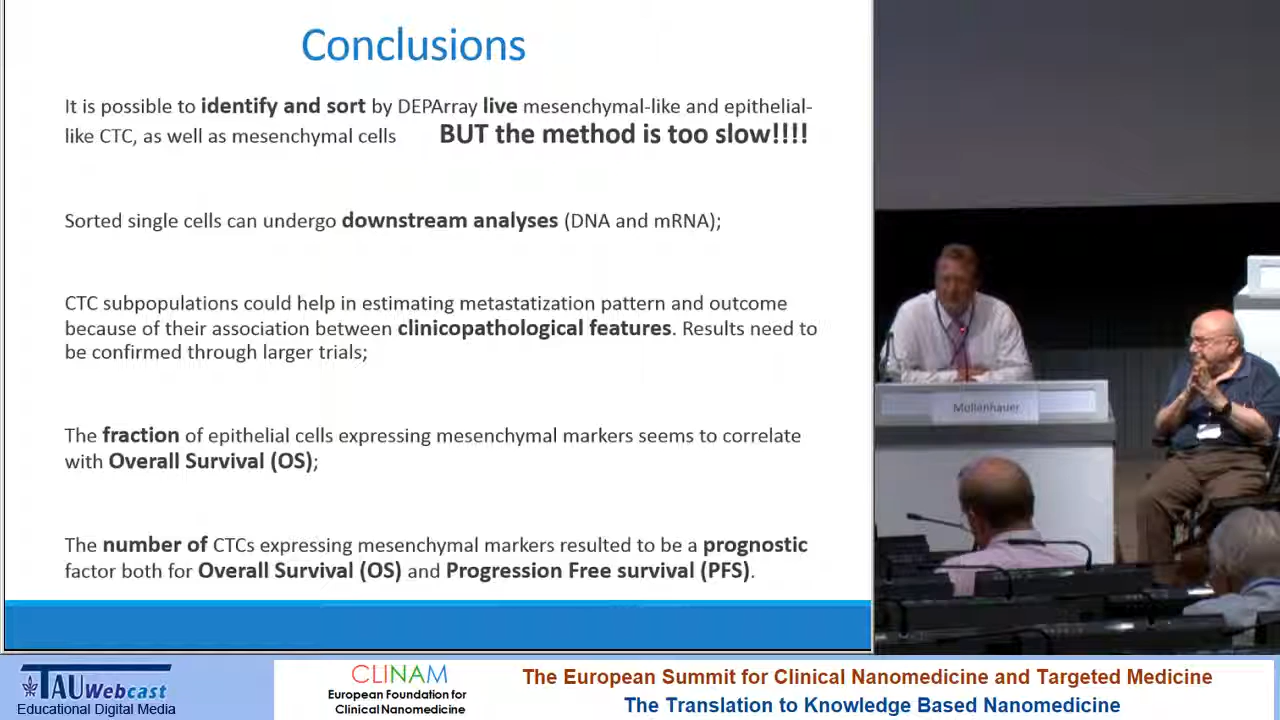 Conclusions
It is possible to identify and sort by DEPArray live mesenchymal-like and epithelial-
like CTC, as well as mesenchymal cells BUT the method is too slow!!!!
Sorted single cells can undergo downstream analyses (DNA and mRNA);
CTC subpopulations could help in estimating metastatization pattern and outcome
because of their association between clinicopathological features. Results need to
be confirmed through larger trials;
The fraction of epithelial cells expressing mesenchymal markers seems to correlate
with Overall Survival (OS);
The number of CTCs expressing mesenchymal markers resulted to be a prognostic
factor both for Overall Survival (OS) and Progression Free survival (PFS).
Mollenhauer
TAUWebcast
Educational Digital Media
CLINAM
European Foundation for
Clinical Nanomedicine
The European Summit for Clinical Nanomedicine and Targeted Medicine
The Translation to Knowledge Based Nanomedicine